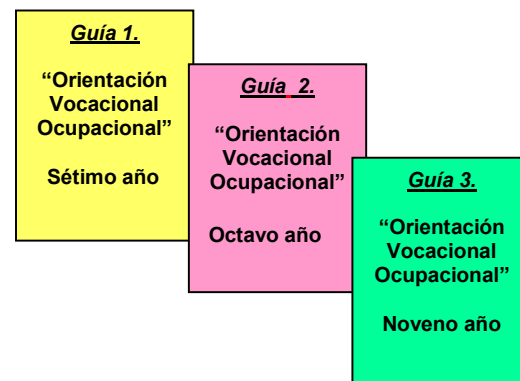 Guía 1.
“Orientación
Vocacional
Ocupacional”
Sétimo año
Guía 2.
“Orientación
Vocacional
Ocupacional”
Octavo año
Guía 3.
“Orientación
Vocacional
Ocupacional”
Noveno año